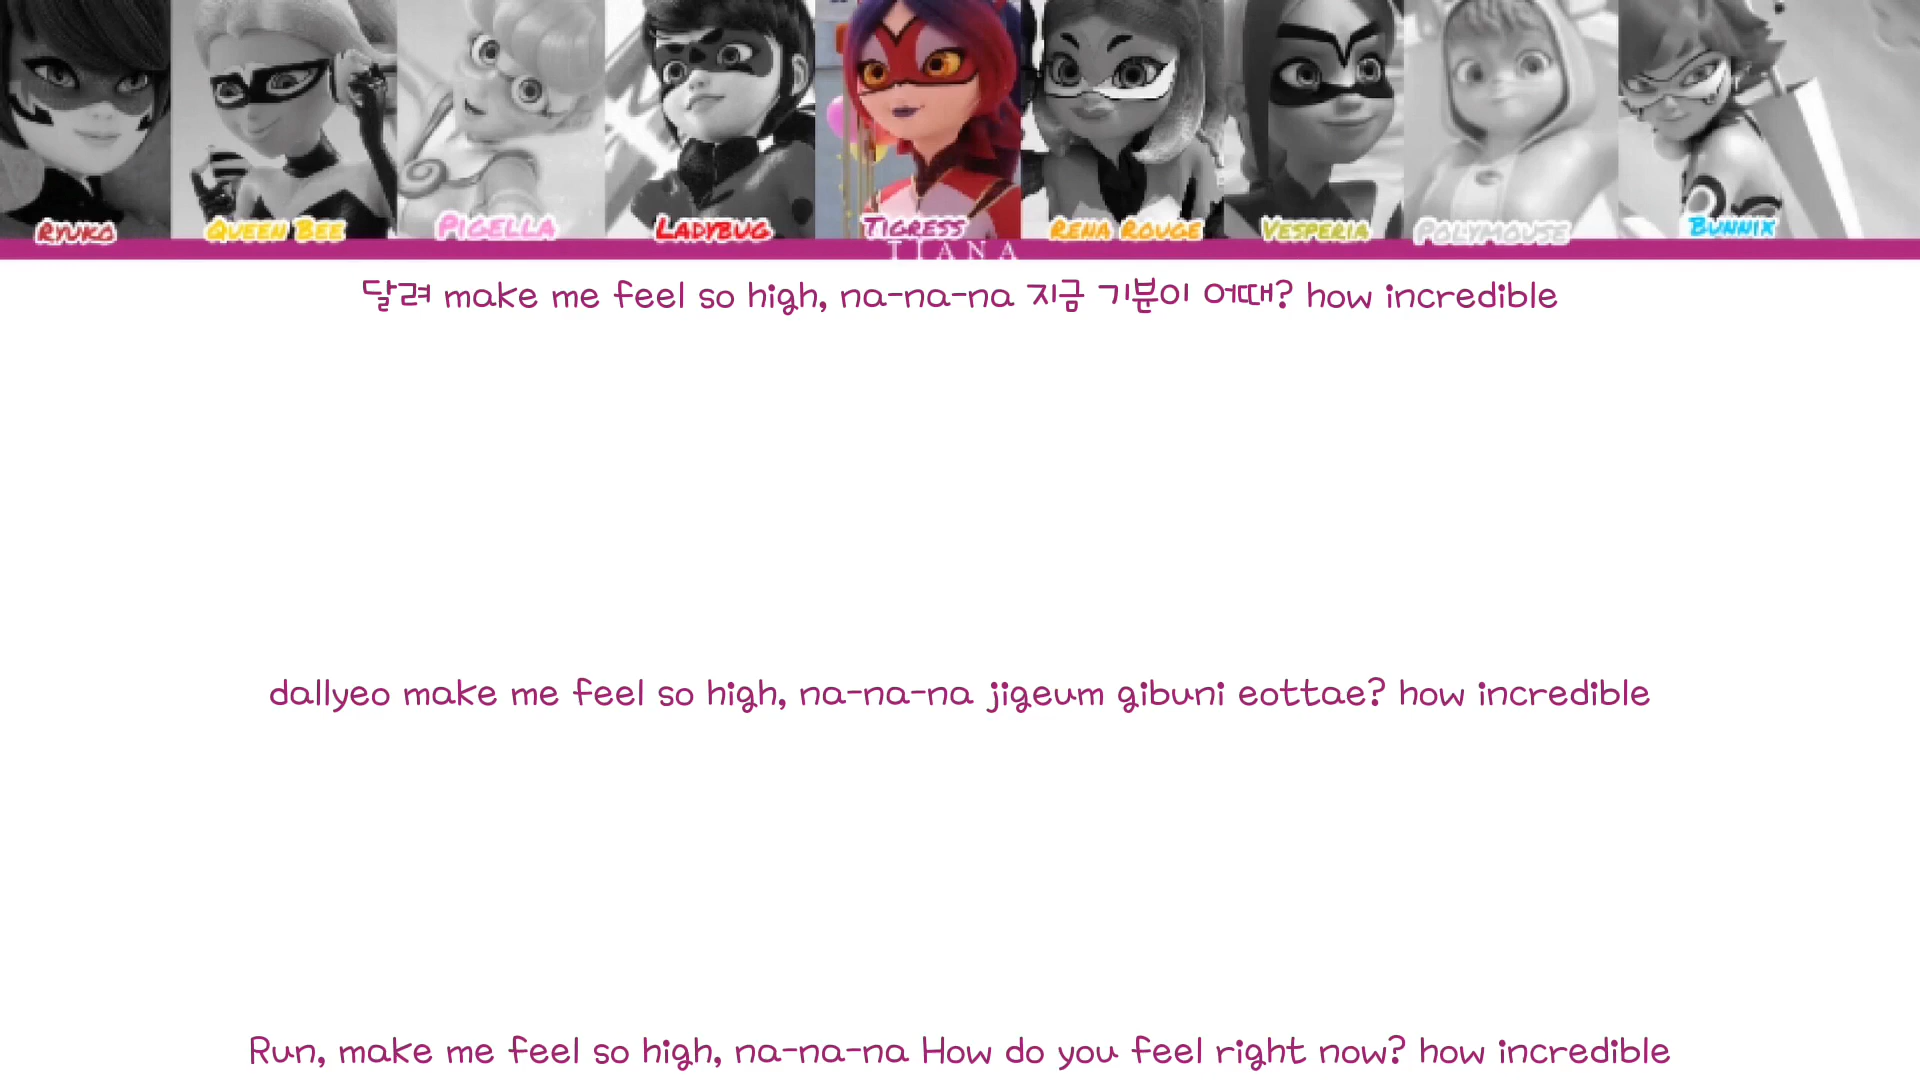 Ryuko Queen Bee Pigella Ladybug Tigress Rena Rouge Vesperia Polymouse Bunnix
TIANA
달려 make me feel so high, na-na-na 지금 기분이 어때? how incredible
dallyeo make me feel so high, na-na-na jigeum gibuni eottae? how incredible
Run, make me feel so high, na-na-na How do you feel right now? how incredible